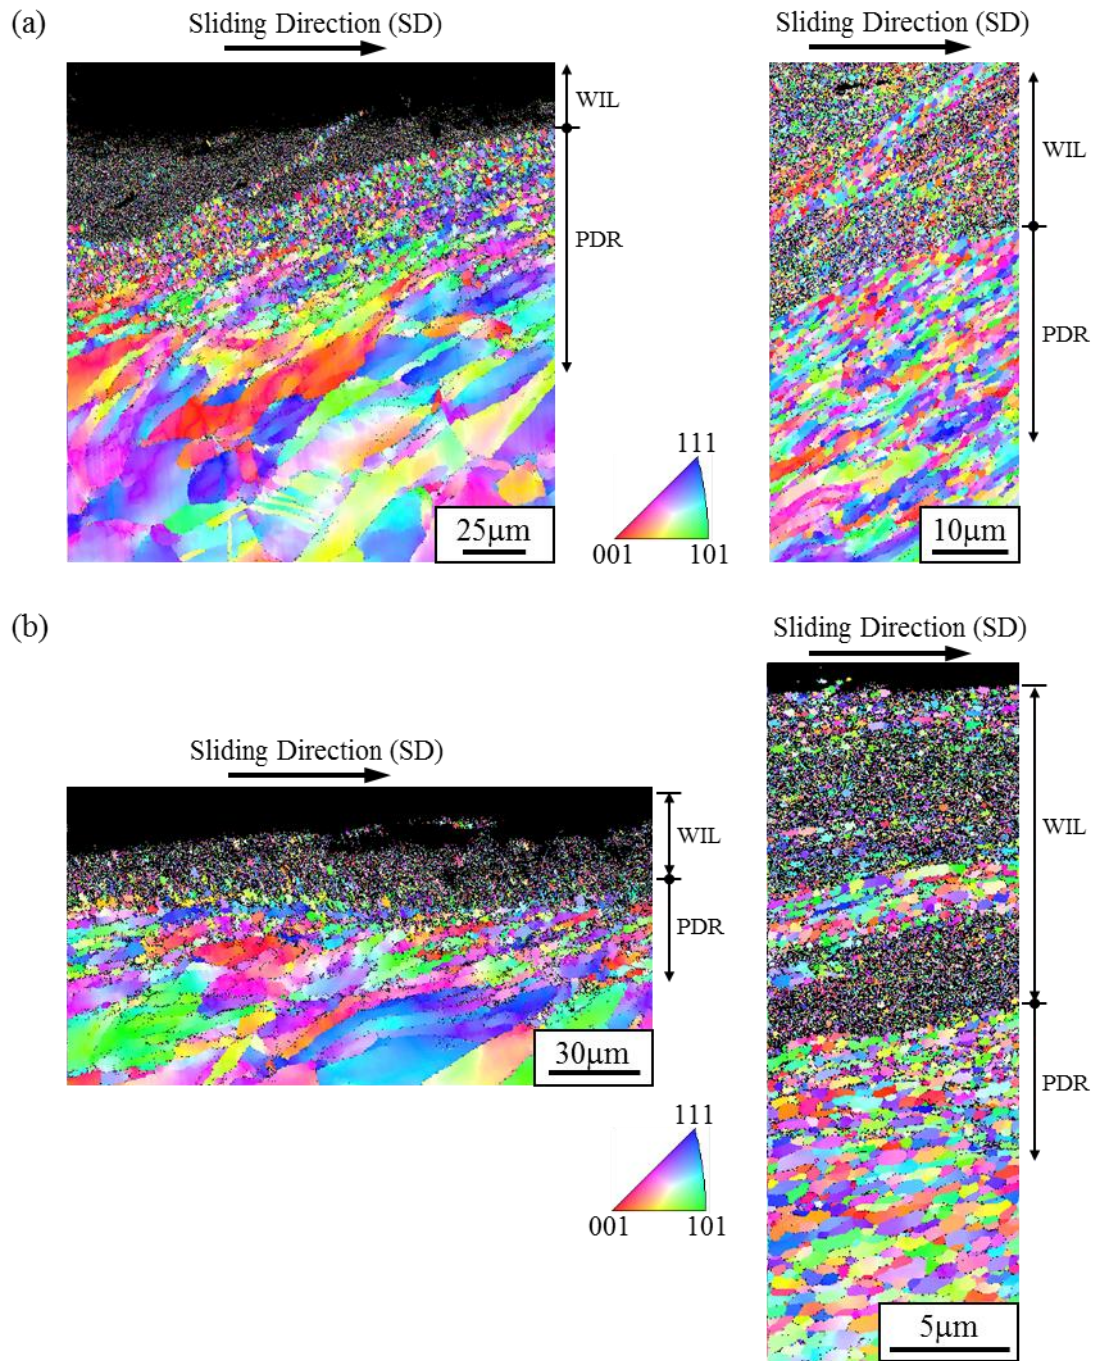 (a)
Sliding Direction (SD)
Sliding Direction (SD)
WIL
PDR
WIL
PDR
111
001
101
25μm
10μm
(b)
Sliding Direction (SD)
Sliding Direction (SD)
WIL
PDR
WIL
PDR
30μm
111
001
101
5μm